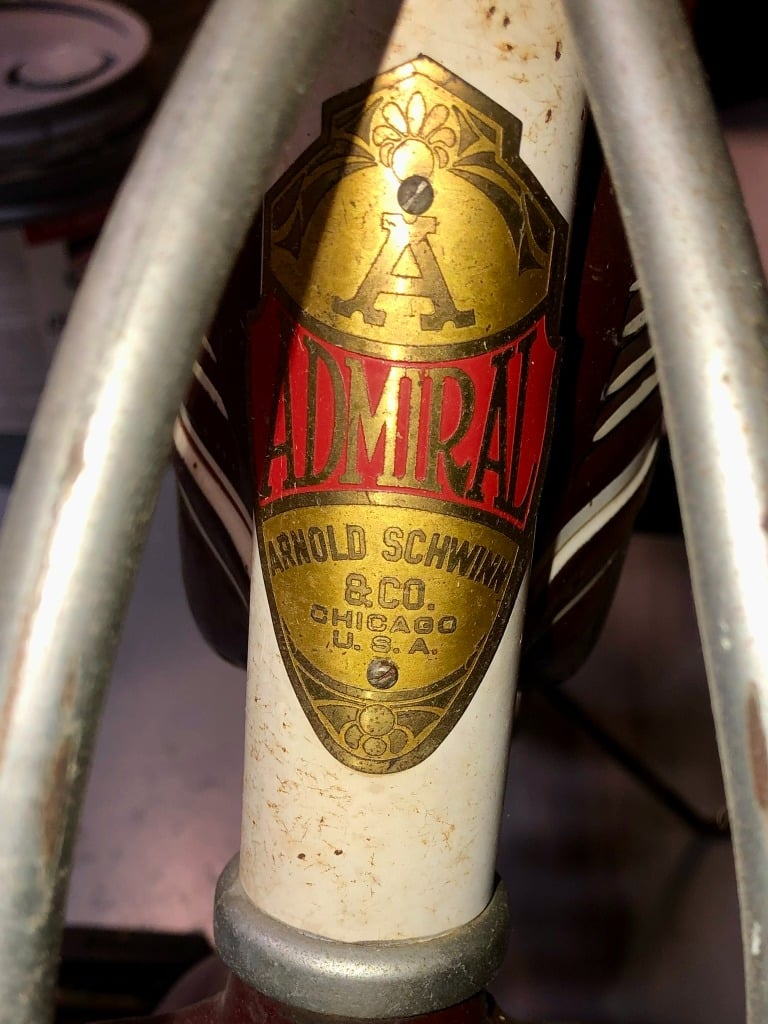 A
ADMIRAL
ARNOLD SCHWINN
& CO.
CHICAGO
U. S. A.